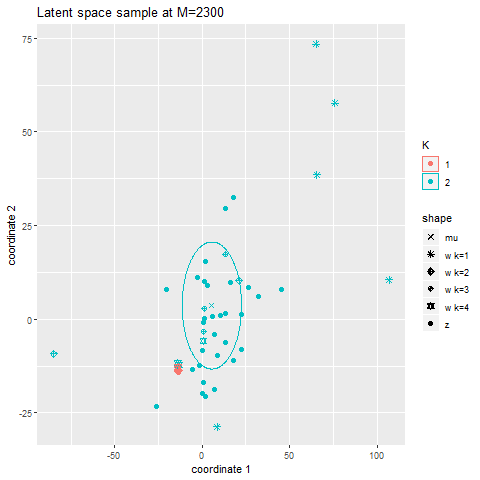 Latent space sample at M=2300
75
50
25
0
-25
-50
0
50
100
coordinate 1
coordinate 2
K
1
2
shape
mu
w k=1
w k=2
w k=3
w k=4
z